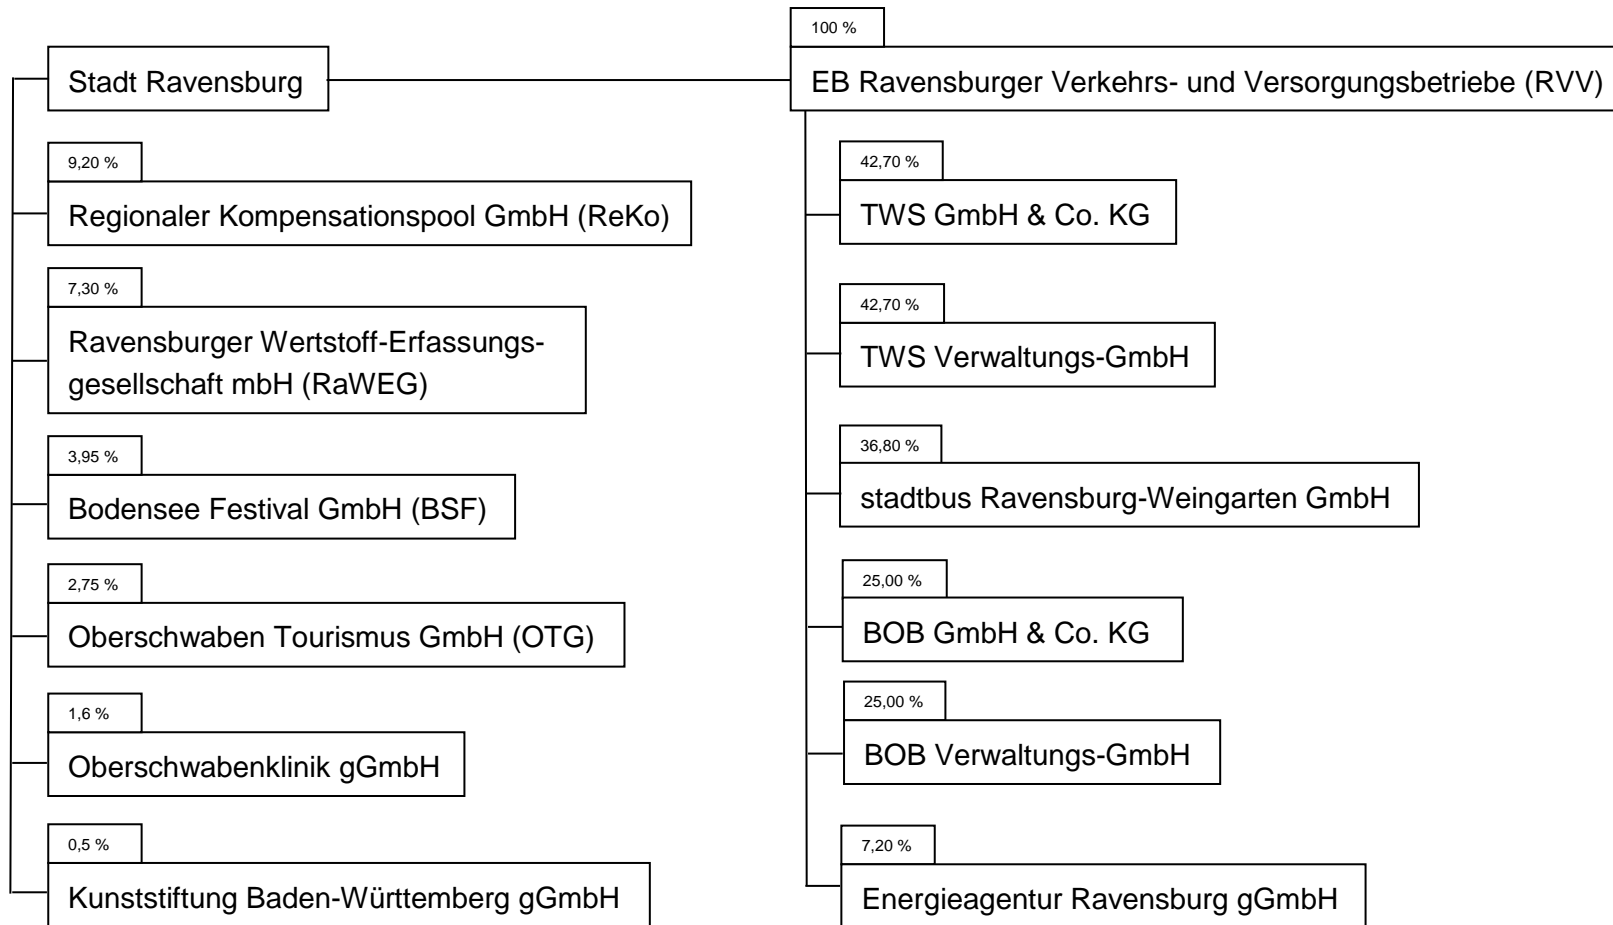 100 %
Stadt Ravensburg
EB Ravensburger Verkehrs- und Versorgungsbetriebe (RVV)
9,20 %
Regionaler Kompensationspool GmbH (ReKo)
7,30 %
Ravensburger Wertstoff-Erfassungs-
gesellschaft mbH (RaWEG)
3,95 %
Bodensee Festival GmbH (BSF)
2,75 %
Oberschwaben Tourismus GmbH (OTG)
1,6 %
Oberschwabenklinik gGmbH
0,5 %
Kunststiftung Baden-Württemberg gGmbH
42,70 %
TWS GmbH & Co. KG
42,70 %
TWS Verwaltungs-GmbH
36,80 %
stadtbus Ravensburg-Weingarten GmbH
25,00 %
BOB GmbH & Co. KG
25,00 %
BOB Verwaltungs-GmbH
7,20 %
Energieagentur Ravensburg gGmbH